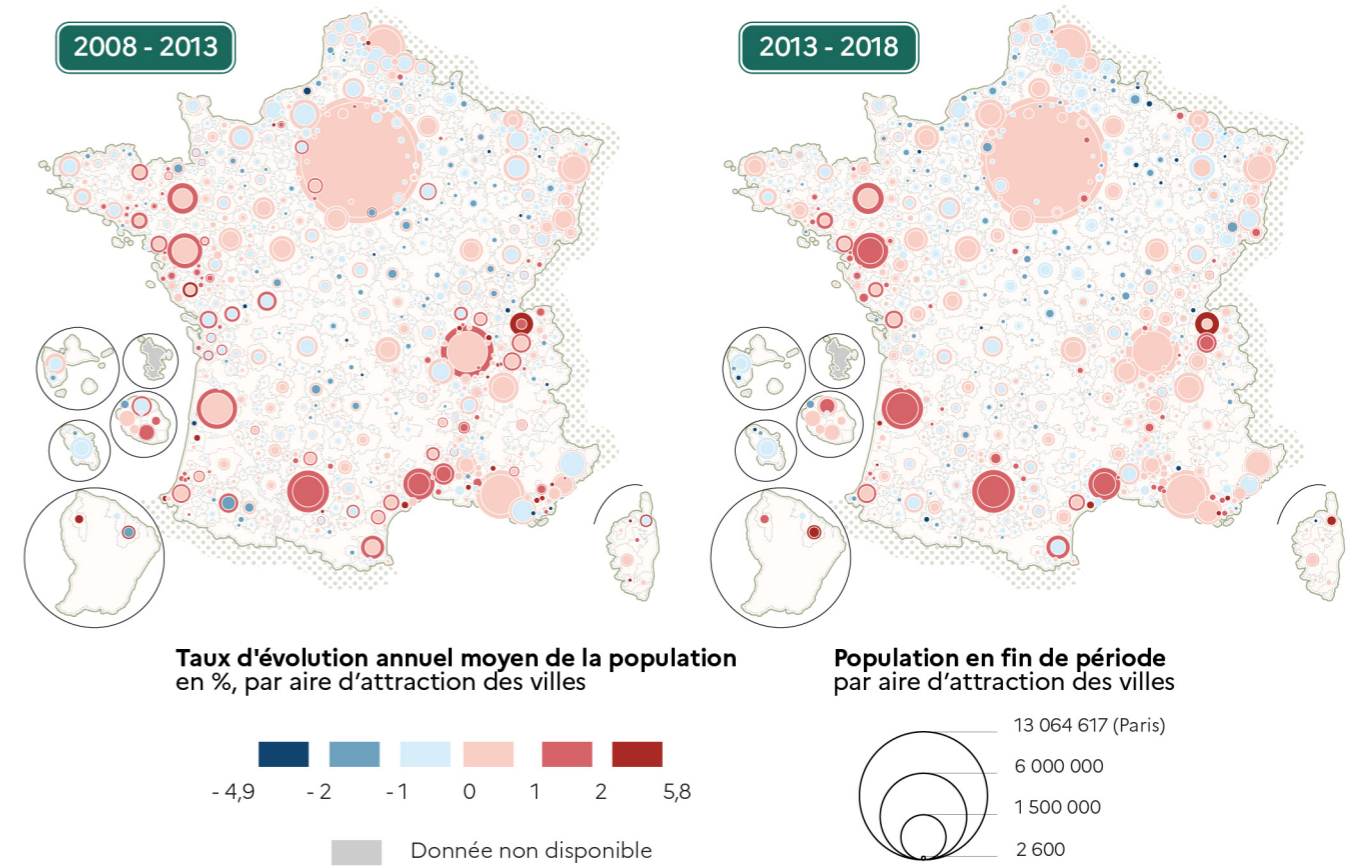 2008 - 2013
2013 - 2018
Taux d'évolution annuel moyen de la population
en %, par aire d’attraction des villes
- 4,9 - 2 - 1 0 1 2 5,8
Donnée non disponible
Population en fin de période
par aire d’attraction des villes
13 064 617 (Paris)
6 000 000
1 500 000
2 600